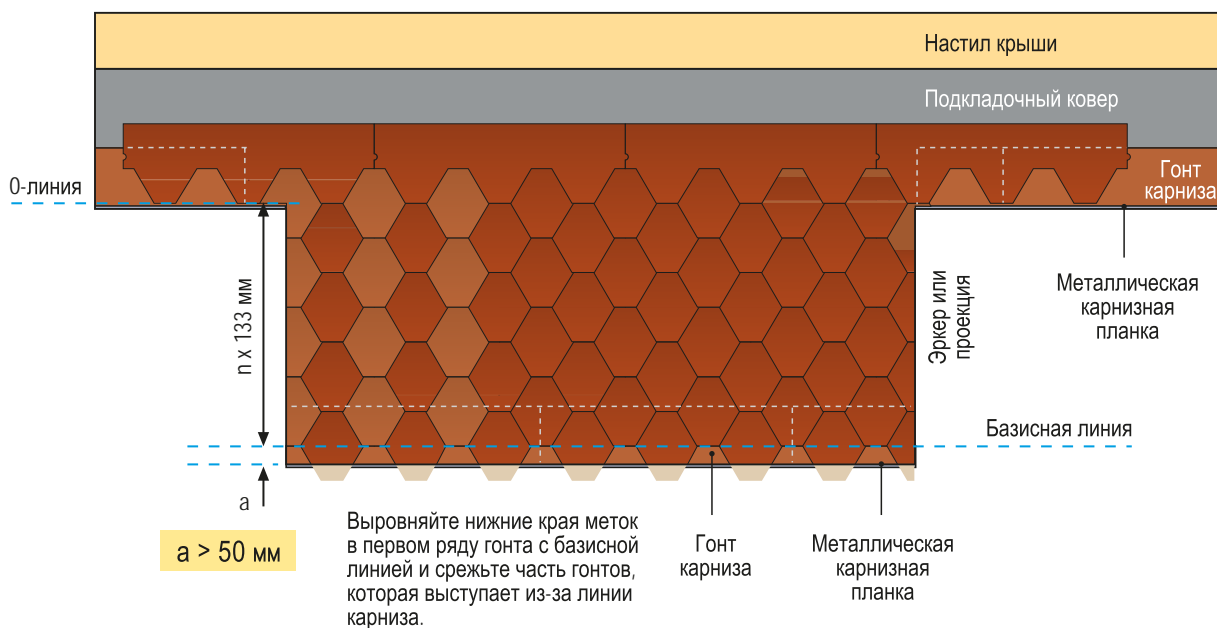 Настил крыши
Подкладочный ковер
Гонт
карниза
0-линия
n x 133 мм
Эркер или
проекция
Металлическая
карнизная
планка
Базисная линия
a
a > 50 мм
Выровняйте нижние края меток
в первом ряду гонта с базисной
линией и срежьте часть гонтов,
которая выступает из-за линии
карниза.
Гонт
карниза
Металлическая
карнизная
планка